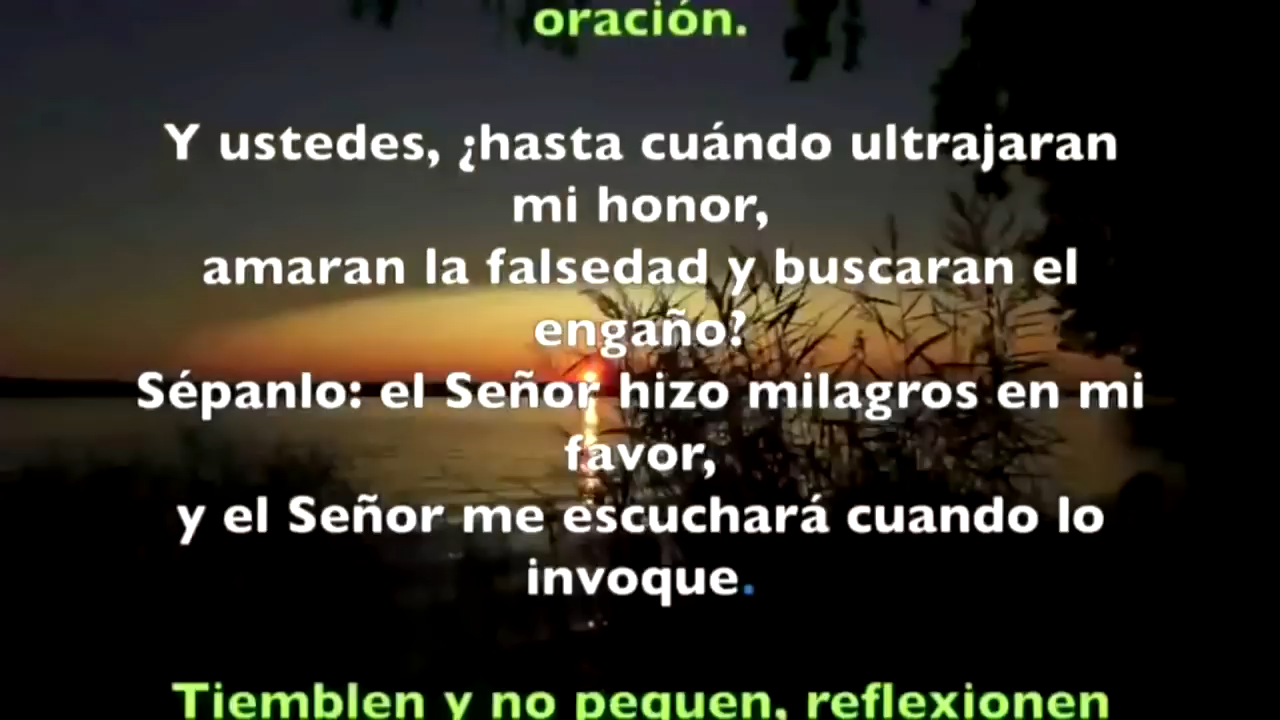 oración.
Y ustedes, ¿hasta cuándo ultrajaran
mi honor,
amaran la falsedad y buscaran el
engaño?
Sépanlo: el Señor hizo milagros en mi
favor,
y el Señor me escuchará cuando lo
invoque.
Tiemblen y no pequen, reflexionen